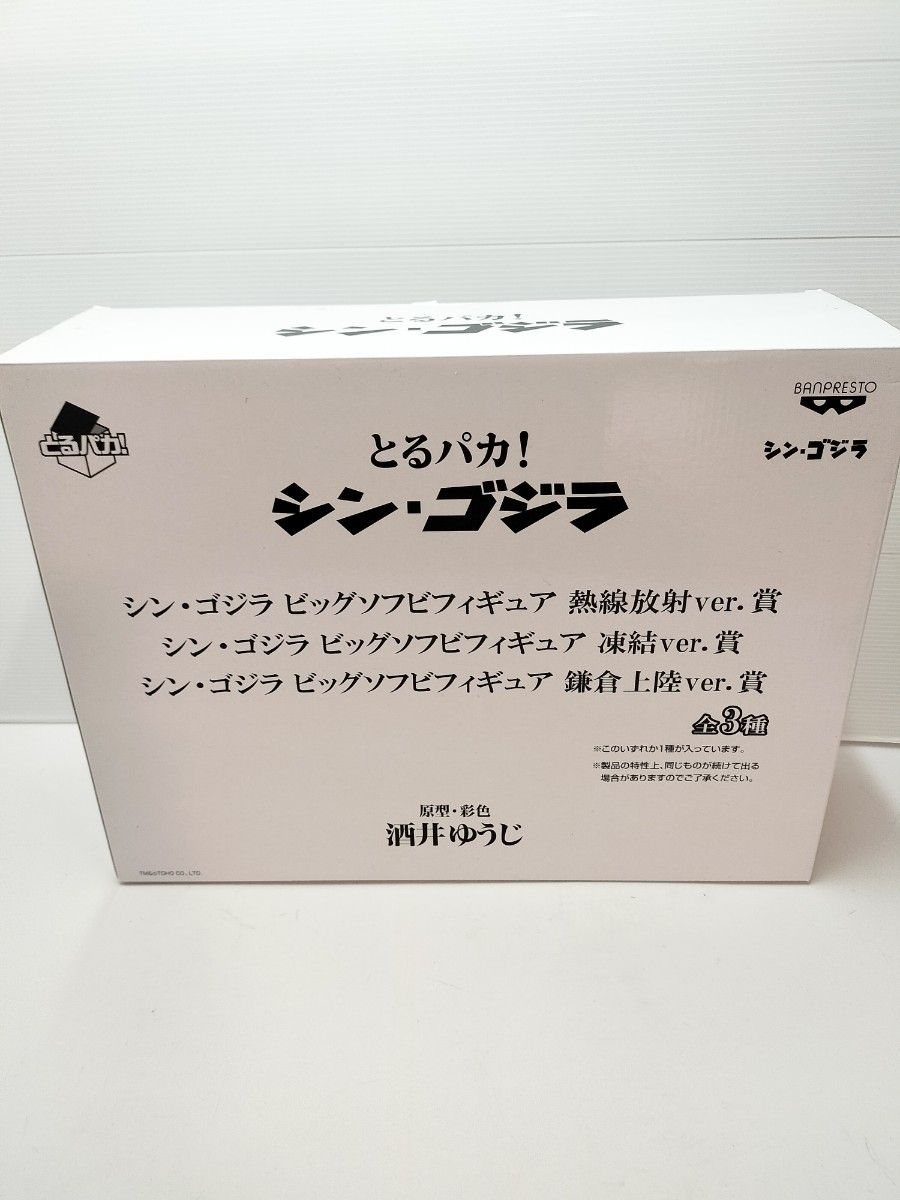 とるパカ!
シン・ゴジラ
とるパカ!
BANPRESTO
シン・ゴジラ
とるパカ!
シン・ゴジラ
シン・ゴジラ ビッグソフビフィギュア 熱線放射ver.賞
シン・ゴジラ ビッグソフビフィギュア 凍結ver.賞
シン・ゴジラ ビッグソフビフィギュア 鎌倉上陸ver.賞
全3種
※このいずれか1種が入っています。
※製品の特性上、同じものが続けて出る
場合がありますのでご了承ください。
原型・彩色
酒井ゆうじ
TM&©TOHO CO., LTD.